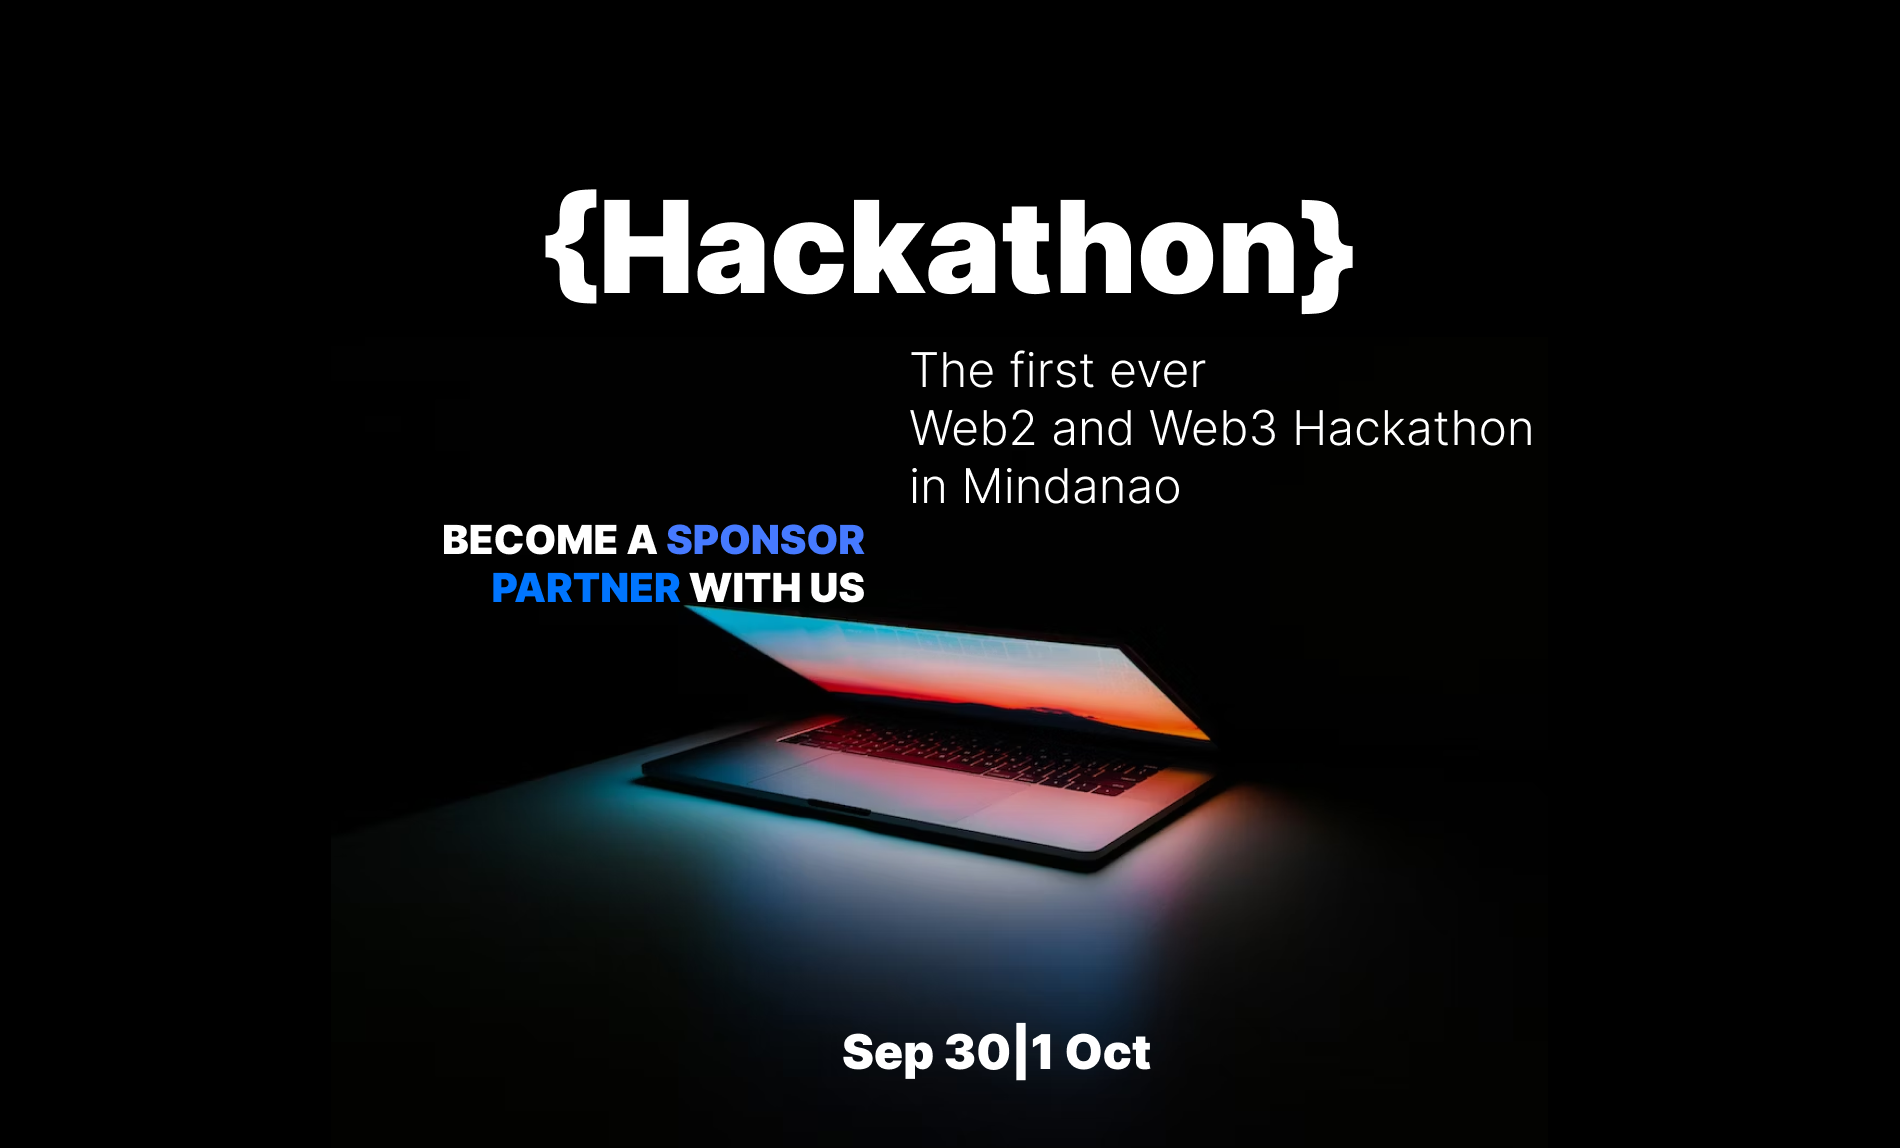 {Hackathon}
The first ever
Web2 and Web3 Hackathon
in Mindanao
BECOME A SPONSOR
PARTNER WITH US
Sep 30|1 Oct